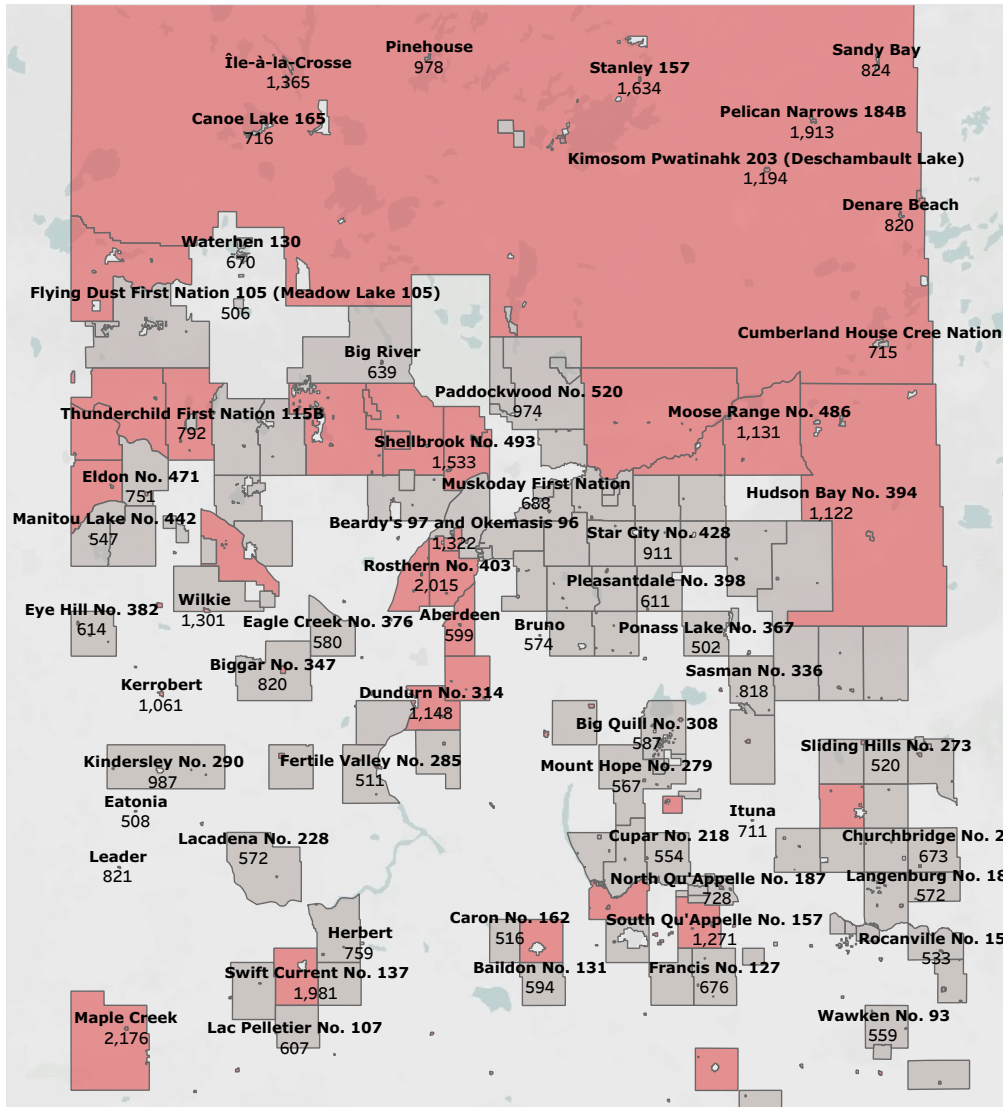 Pinehouse
978
Sandy Bay
824
Île-à-la-Crosse
1,365
Stanley 157
1,634
Canoe Lake 165
716
Pelican Narrows 184B
1,913
Kimosom Pwatinahk 203 (Deschambault Lake)
1,194
Denare Beach
820
Waterhen 130
670
Flying Dust First Nation 105 (Meadow Lake 105)
506
Cumberland House Cree Nation
715
Big River
639
Paddockwood No. 520
974
Thunderchild First Nation 115B
792
Moose Range No. 486
1,131
Shellbrook No. 493
1,533
Eldon No. 471
751
Muskoday First Nation
688
Hudson Bay No. 394
1,122
Manitou Lake No. 442
547
Beardy's 97 and Okemasis 96
1,322
Star City No. 428
911
Rosthern No. 403
2,015
Pleasantdale No. 398
611
Wilkie
1,301
Eye Hill No. 382
614
Eagle Creek No. 376
580
Aberdeen
599
Bruno
574
Ponass Lake No. 367
502
Biggar No. 347
820
Sasman No. 336
818
Kerrobert
1,061
Dundurn No. 314
1,148
Big Quill No. 308
587
Sliding Hills No. 273
520
Kindersley No. 290
987
Fertile Valley No. 285
511
Mount Hope No. 279
567
Eatonia
508
Ituna
711
Lacadena No. 228
572
Cupar No. 218
554
Churchbridge No. 2
673
Leader
821
North Qu'Appelle No. 187
728
Langenburg No. 18
572
Caron No. 162
516
South Qu'Appelle No. 157
1,271
Herbert
759
Rocanville No. 15
533
Swift Current No. 137
1,981
Baildon No. 131
594
Francis No. 127
676
Maple Creek
2,176
Lac Pelletier No. 107
607
Wawken No. 93
559